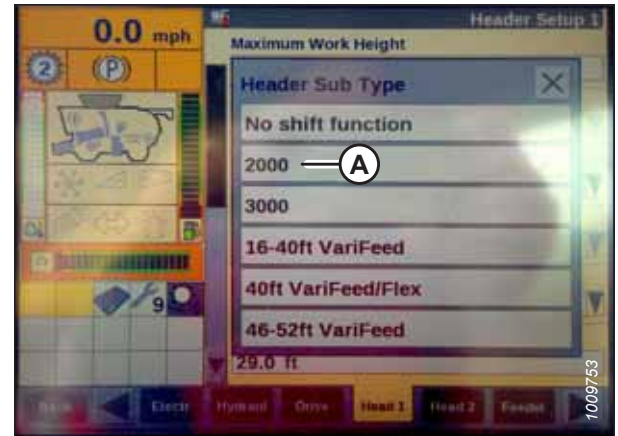 0.0 mph
Header Setup 1
Maximum Work Height
2
(P)
Header Sub Type
No shift function
2000
A
3000
16-40ft VariFeed
40ft VariFeed/Flex
46-52ft VariFeed
9
29.0 ft
Back
Electr
Hydraul
Drive
Head 1
Head 2
Feeder
1009753